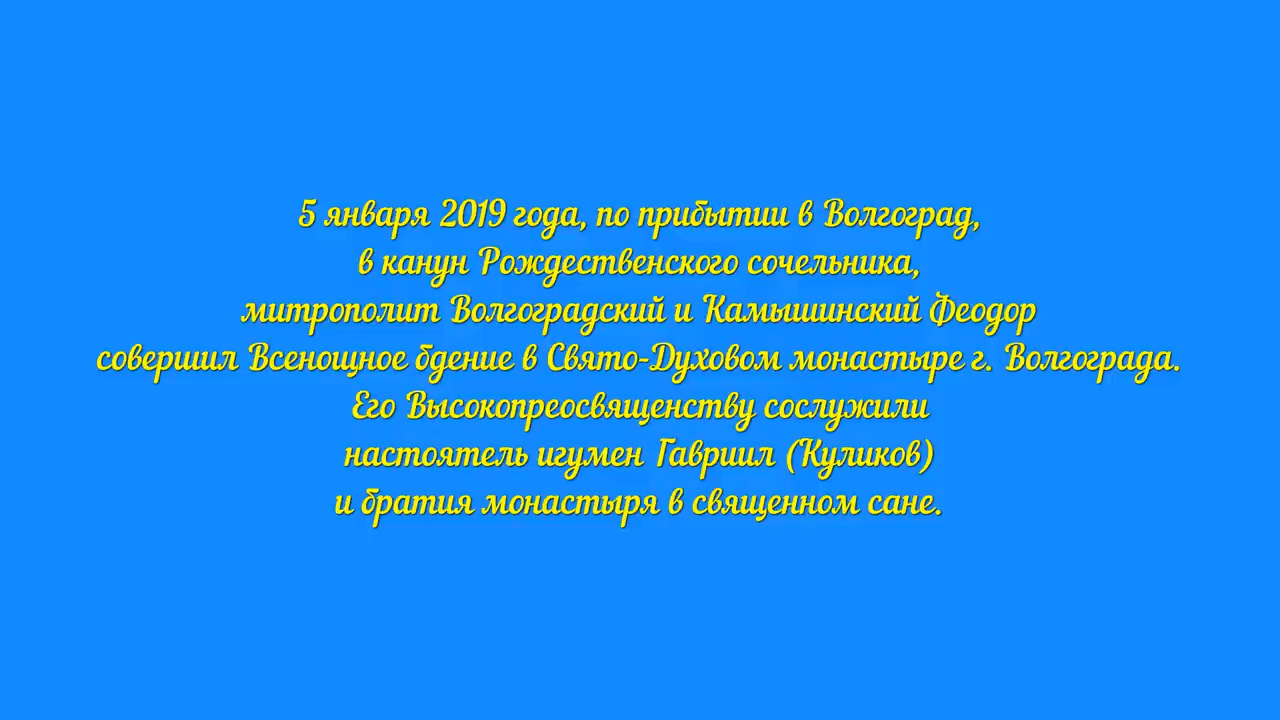 5 января 2019 года, по прибытии в Волгоград,
в канун Рождественского сочельника,
митрополит Волгоградский и Камышинский Феодор
совершил Всенощное бдение в Свято-Духовом монастыре г. Волгограда.
Его Высокопреосвященству сослужили
настоятель игумен Гавриил (Куликов)
и братия монастыря в священном сане.